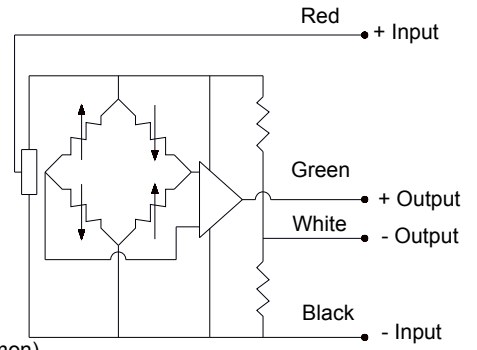 Red
+ Input
Green
+ Output
White
- Output
Black
- Input